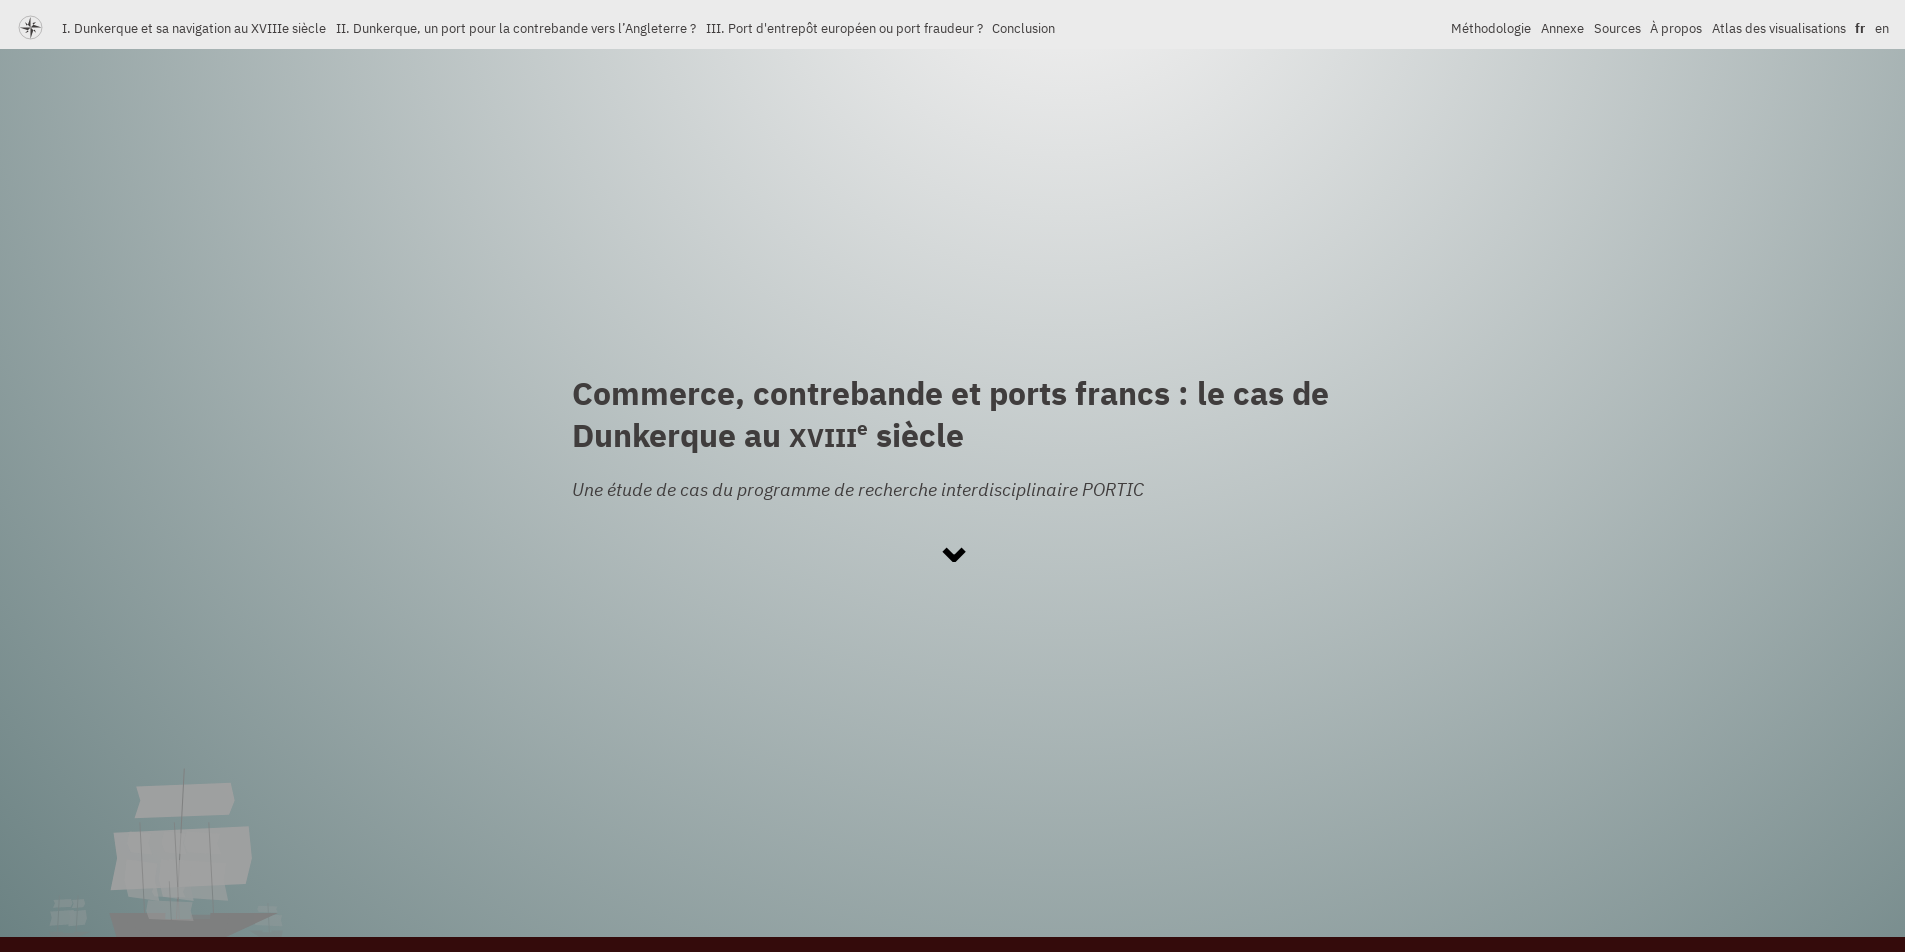 I. Dunkerque et sa navigation au XVIIIe siècle II. Dunkerque, un port pour la contrebande vers l’Angleterre ? III. Port d'entrepôt européen ou port fraudeur ? Conclusion Méthodologie Annexe Sources À propos Atlas des visualisations fr en
Commerce, contrebande et ports francs : le cas de
Dunkerque au XVIIIe siècle
Une étude de cas du programme de recherche interdisciplinaire PORTIC